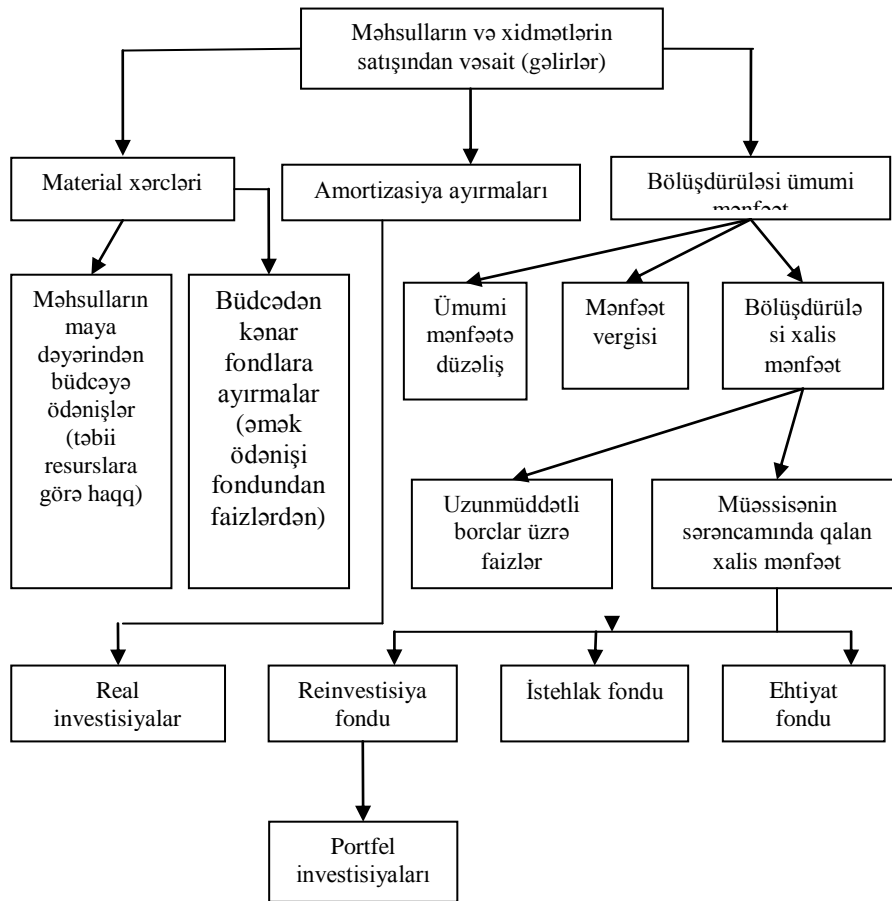 Məhsulların və xidmətlərin
satışından vəsait (gəlirlər)
Material xərcləri
Amortizasiya ayırmaları
Bölüşdürüləsi ümumi
mənfəət
Məhsulların
maya
dəyərindən
büdcəyə
ödənişlər
(təbii
resurslara
görə haqq)
Büdcədən
kənar
fondlara
ayırmalar
(əmək
ödənişi
fondundan
faizlərdən)
Ümumi
mənfəətə
düzəliş
Mənfəət
vergisi
Bölüşdürülə
si xalis
mənfəət
Uzunmüddətli
borclar üzrə
faizlər
Müəssisənin
sərəncamında qalan
xalis mənfəət
Real
investisiyalar
Reinvestisiya
fondu
İstehlak fondu
Ehtiyat
fondu
Portfel
investisiyaları